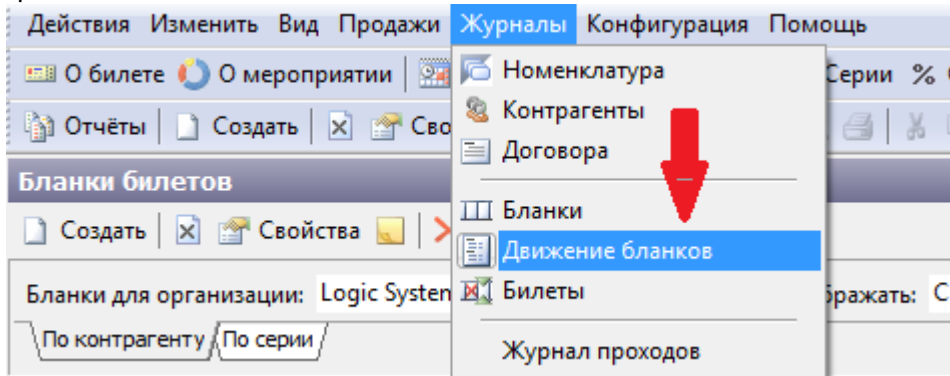 Действия Изменить Вид Продажи Журналы Конфигурация Помощь
О билете О мероприятии Номенклатура Серии %
Контрагенты
Отчёты Создать Договора
Бланки билетов
Бланки
Создать Свойства
Движение бланков
Бланки для организации: Logic System Билеты
По контрагенту По серии
Журнал проходов